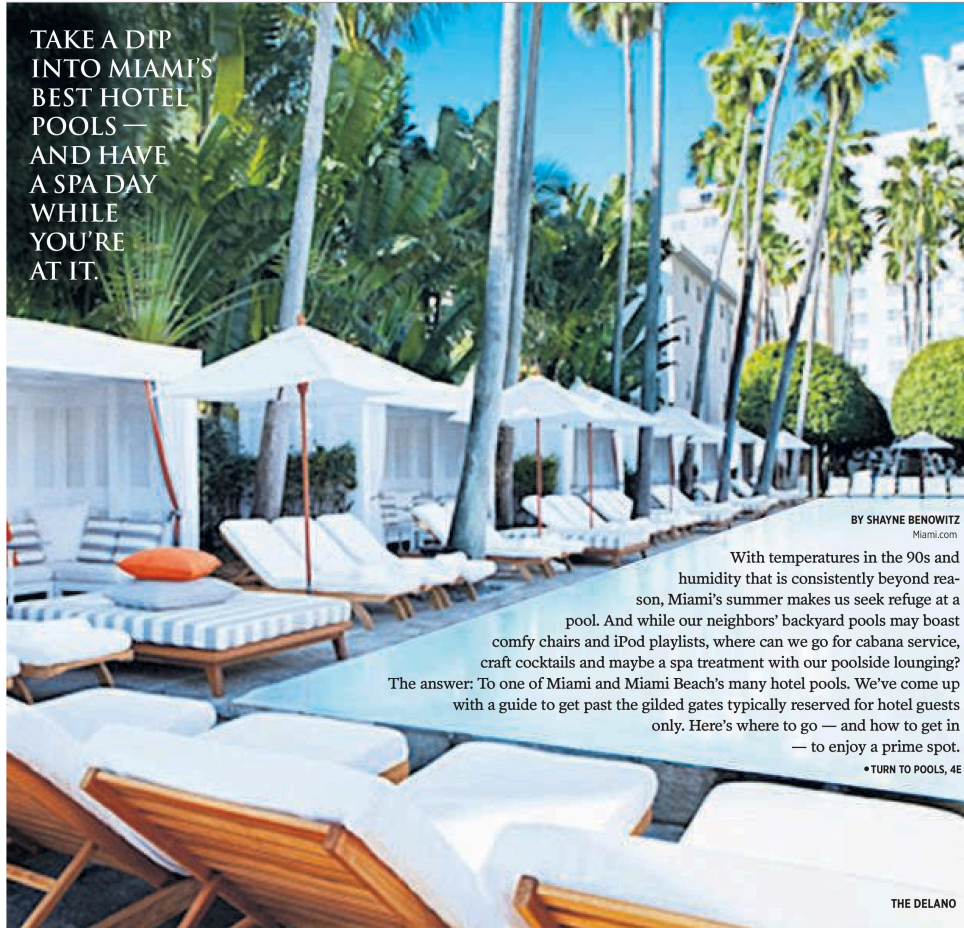 TAKE A DIP
INTO MIAMI'S
BEST HOTEL
POOLS —
AND HAVE
A SPA DAY
WHILE
YOU'RE
AT IT.
BY SHAYNE BENOWITZ
Miami.com
With temperatures in the 90s and
humidity that is consistently beyond rea-
son, Miami's summer makes us seek refuge at a
pool. And while our neighbors' backyard pools may boast
comfy chairs and iPod playlists, where can we go for cabana service,
craft cocktails and maybe a spa treatment with our poolside lounging?
The answer: To one of Miami and Miami Beach's many hotel pools. We've come up
with a guide to get past the gilded gates typically reserved for hotel guests
only. Here's where to go — and how to get in
— to enjoy a prime spot.
•TURN TO POOLS, 4E
THE DELANO